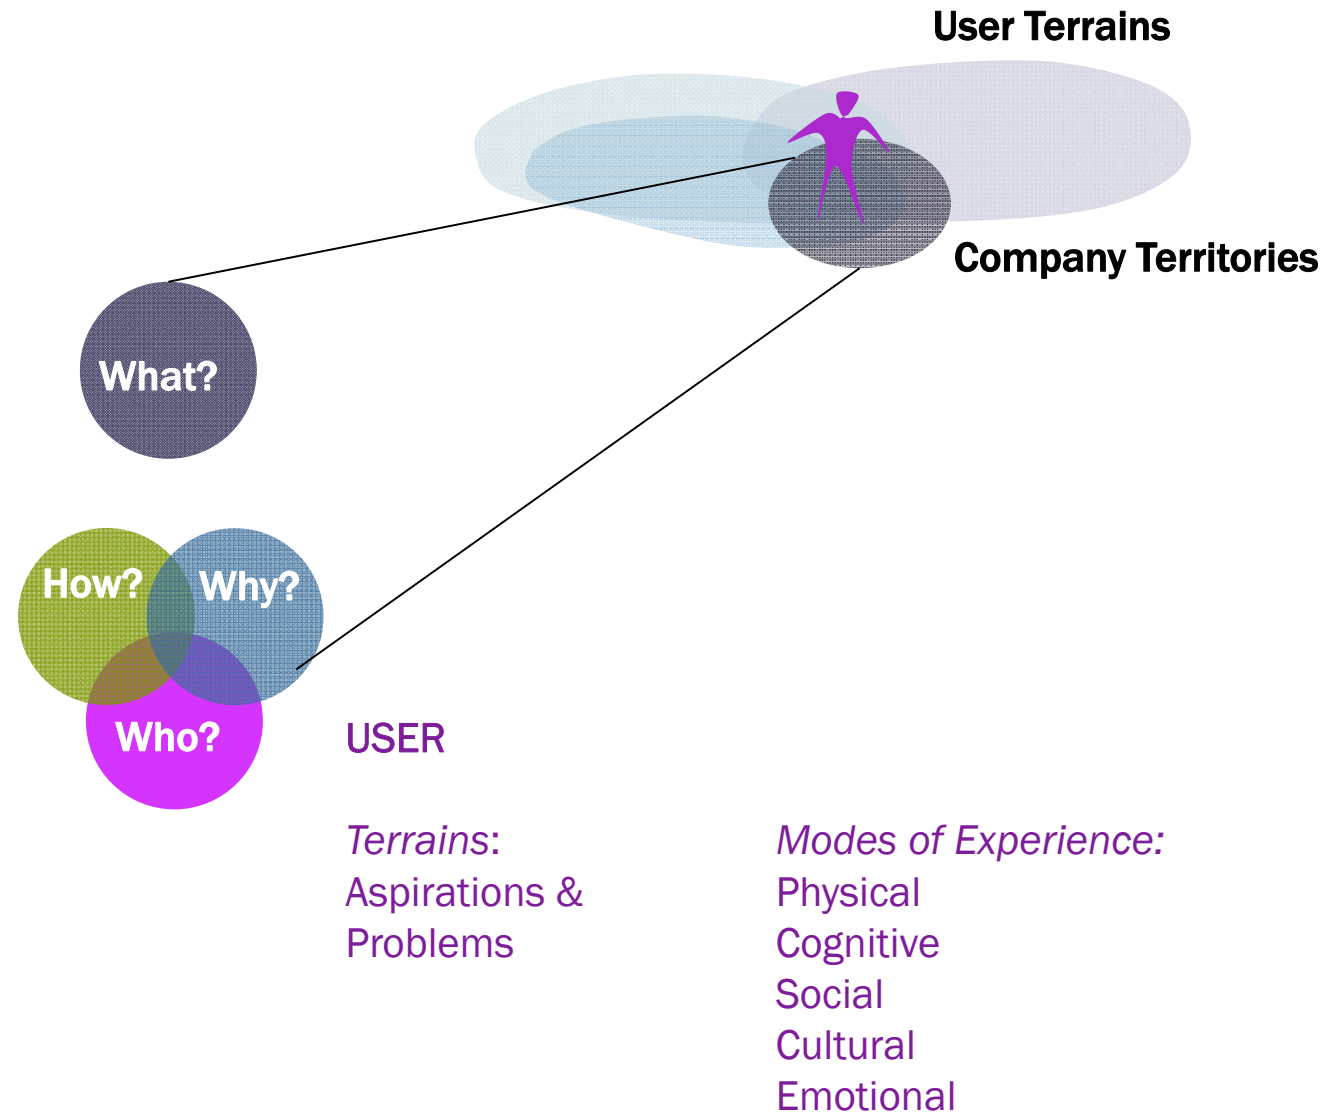 User Terrains
Company Territories
What?
How?
Why?
Who?
USER
Terrains:
Aspirations &
Problems
Modes of Experience:
Physical
Cognitive
Social
Cultural
Emotional